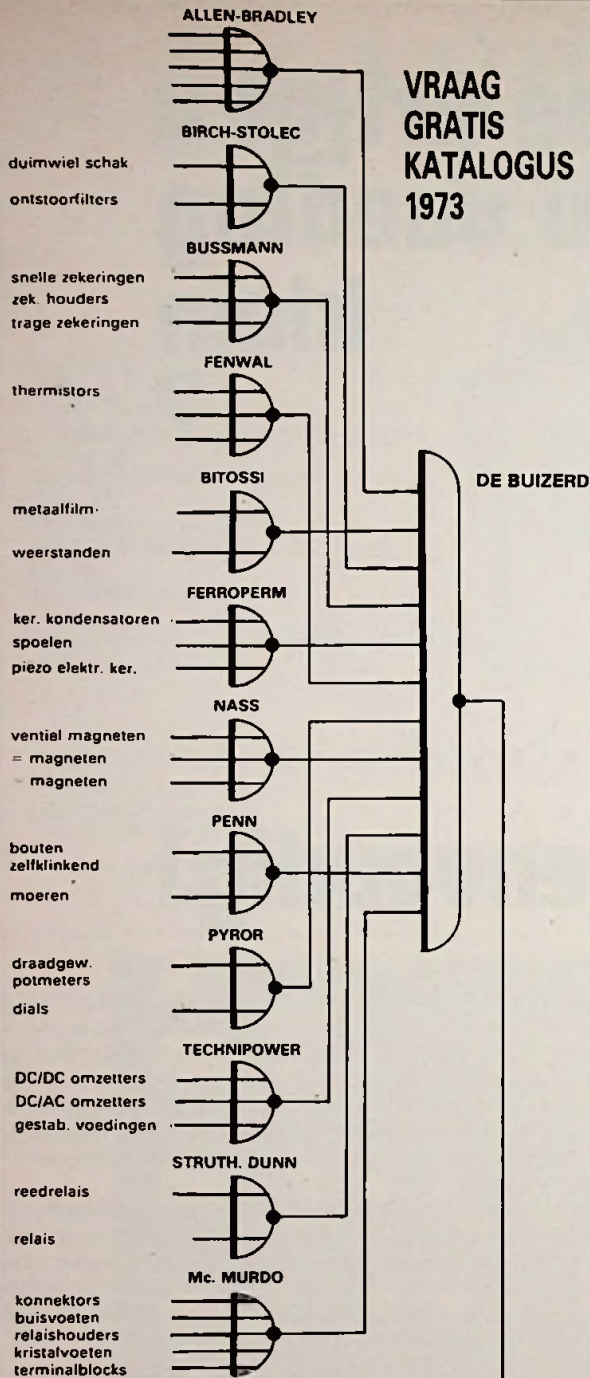 ALLEN-BRADLEY
VRAAG
GRATIS
KATALOGUS
1973
BIRCH-STOLEC
duimwiel schak
ontstoorfilters
BUSSMANN
snelle zekeringen
zek. houders
trage zekeringen
FENWAL
thermistors
BITOSSI
metaalfilm
weerstanden
DE BUIZERD
FERROPERM
ker. kondensatoren
spoelen
piezo elektr. ker.
NASS
ventiel magneten
= magneten
magneten
PENN
bouten
zelfklinkend
moeren
PYROR
draadgew.
potmeters
dials
TECHNIPOWER
DC/DC omzetters
DC/AC omzetters
gestab. voedingen
STRUTH. DUNN
reedrelais
relais
Mc. MURDO
konnektors
buisvoeten
relaishouders
kristalvoeten
terminalblocks